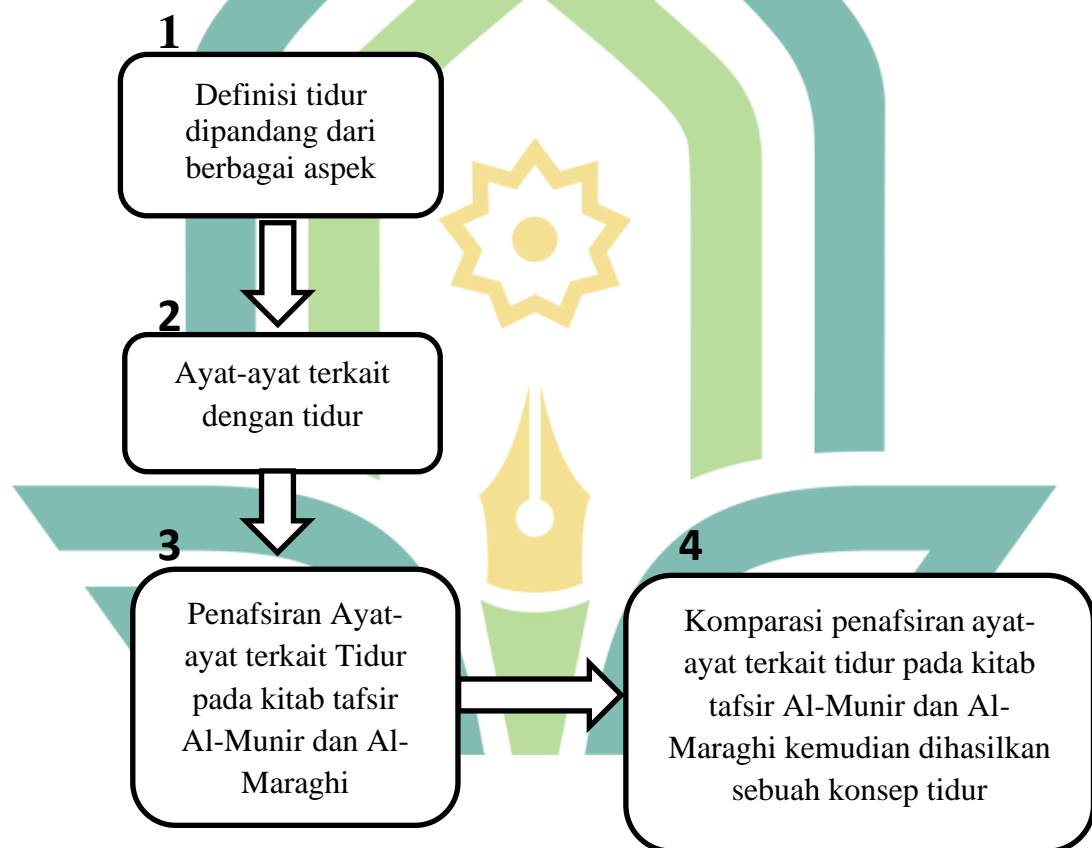 1
Definisi tidur
dipandang dari
berbagai aspek
2
Ayat-ayat terkait
dengan tidur
3
Penafsiran Ayat-
ayat terkait Tidur
pada kitab tafsir
Al-Munir dan Al-
Maraghi
4
Komparasi penafsiran ayat-
ayat terkait tidur pada kitab
tafsir Al-Munir dan Al-
Maraghi kemudian dihasilkan
sebuah konsep tidur